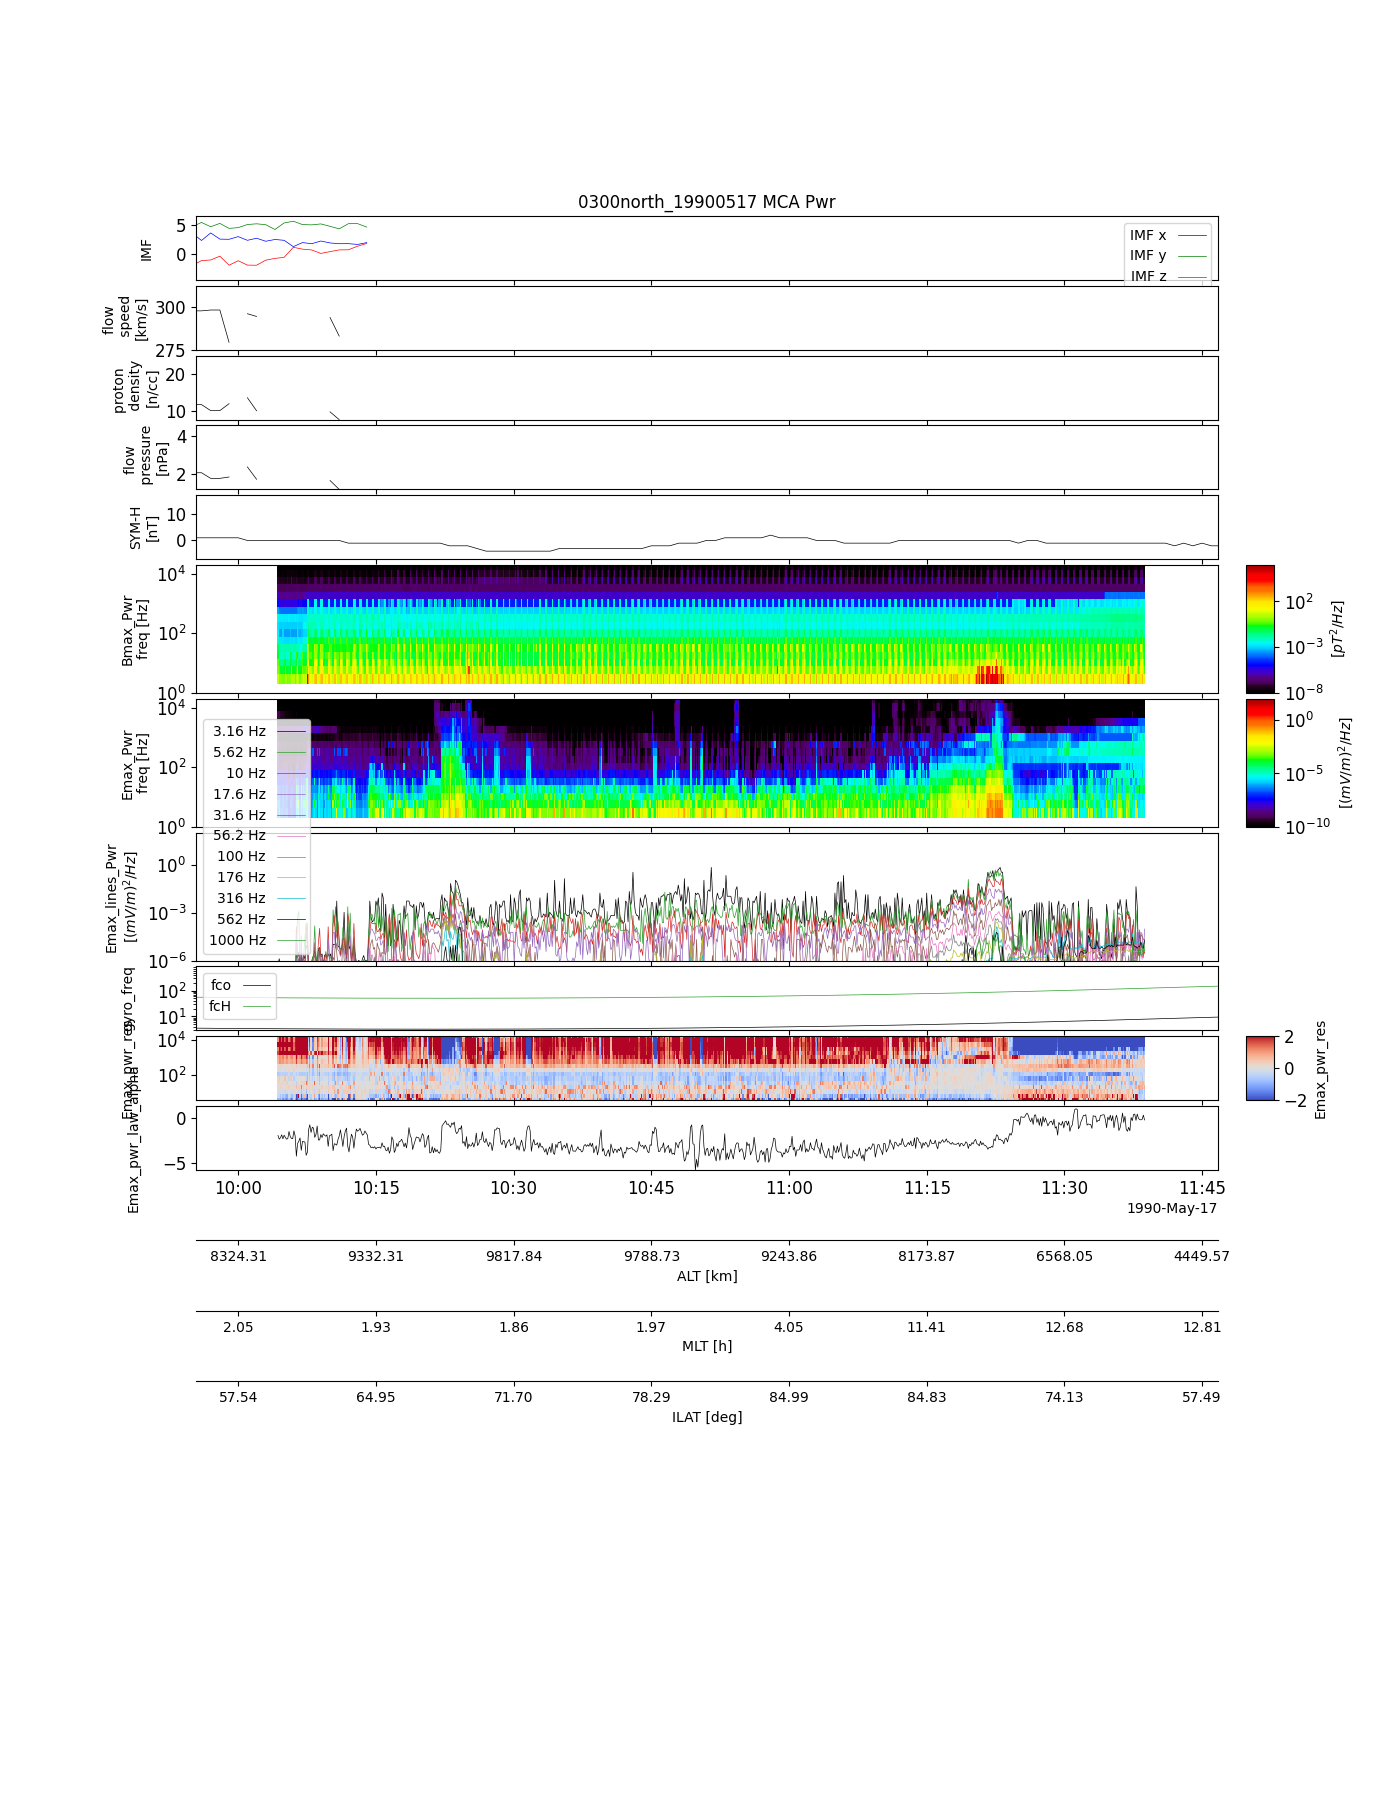 0300north_19900517 MCA Pwr
IMF
5
0
IMF x
IMF y
IMF z
flow
speed
[km/s]
300
275
proton
density
[n/cc]
20
10
flow
pressure
[nPa]
4
2
SYM-H
[nT]
10
0
Bmax_Pwr
freq [Hz]
10^4
10^2
10^0
10^2
10^-3
10^-8
[pT^2/Hz]
Emax_Pwr
freq [Hz]
10^4
10^2
10^0
10^0
10^-5
10^-10
[(mV/m)^2/Hz]
3.16 Hz
5.62 Hz
10 Hz
17.6 Hz
31.6 Hz
56.2 Hz
100 Hz
176 Hz
316 Hz
562 Hz
1000 Hz
Emax_lines_Pwr
[(mV/m)^2/Hz]
10^0
10^-3
10^-6
gyro_freq
10^2
10^1
fco
fcH
Emax_pwr_res
10^4
10^2
2
0
−2
Emax_pwr_res
Emax_pwr_law_alpha
0
−5
10:00 10:15 10:30 10:45 11:00 11:15 11:30 11:45
1990-May-17
8324.31 9332.31 9817.84 9788.73 9243.86 8173.87 6568.05 4449.57
ALT [km]
2.05 1.93 1.86 1.97 4.05 11.41 12.68 12.81
MLT [h]
57.54 64.95 71.70 78.29 84.99 84.83 74.13 57.49
ILAT [deg]